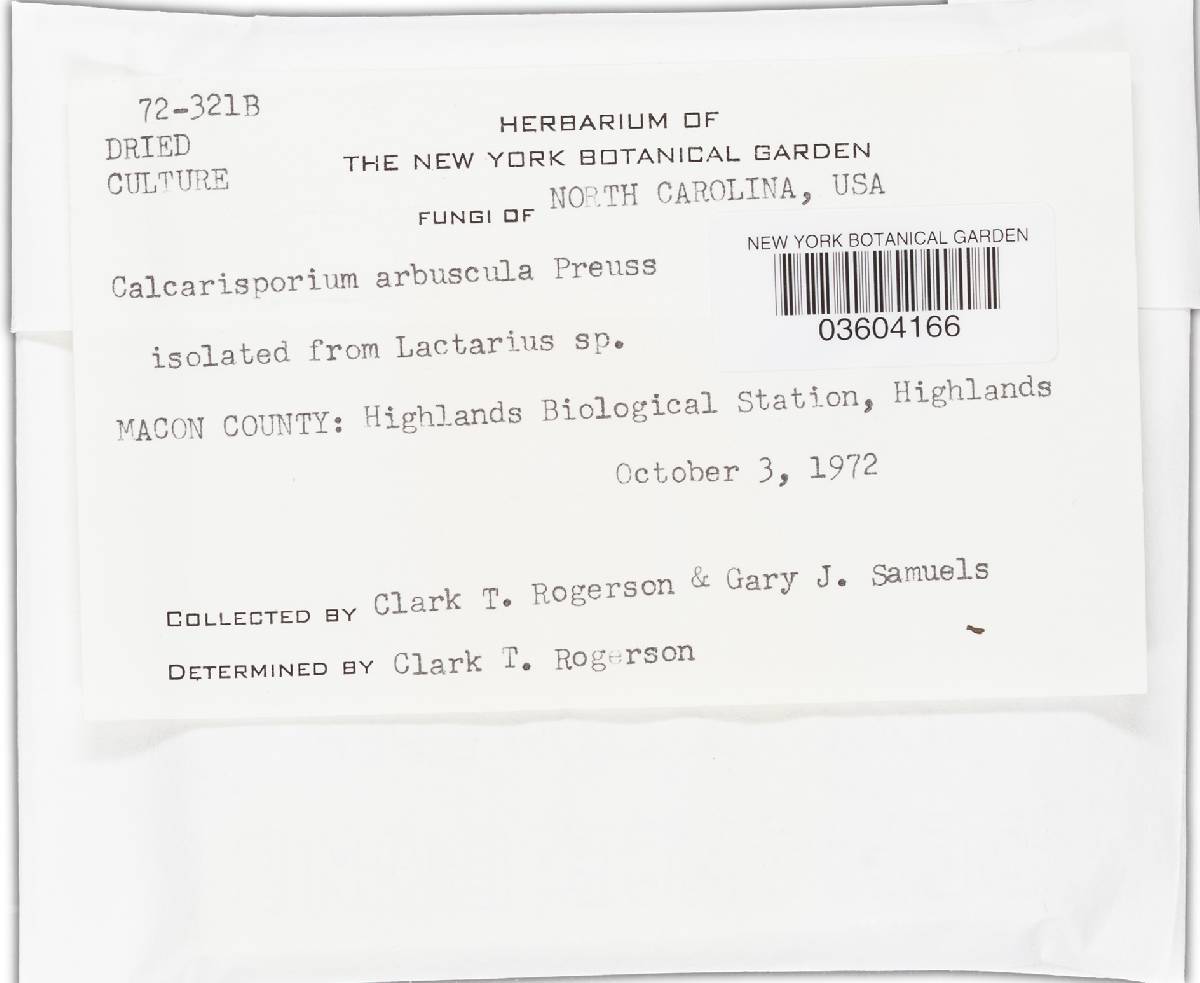 72-321B
DRIED
CULTURE
HERBARIUM OF
THE NEW YORK BOTANICAL GARDEN
FUNGI OF NORTH CAROLINA, USA
NEW YORK BOTANICAL GARDEN
03604166
Calcarisporium arbuscula Preuss
isolated from Lactarius sp.
MACON COUNTY: Highlands Biological Station, Highlands
October 3, 1972
COLLECTED BY Clark T. Rogerson & Gary J. Samuels
DETERMINED BY Clark T. Rogerson